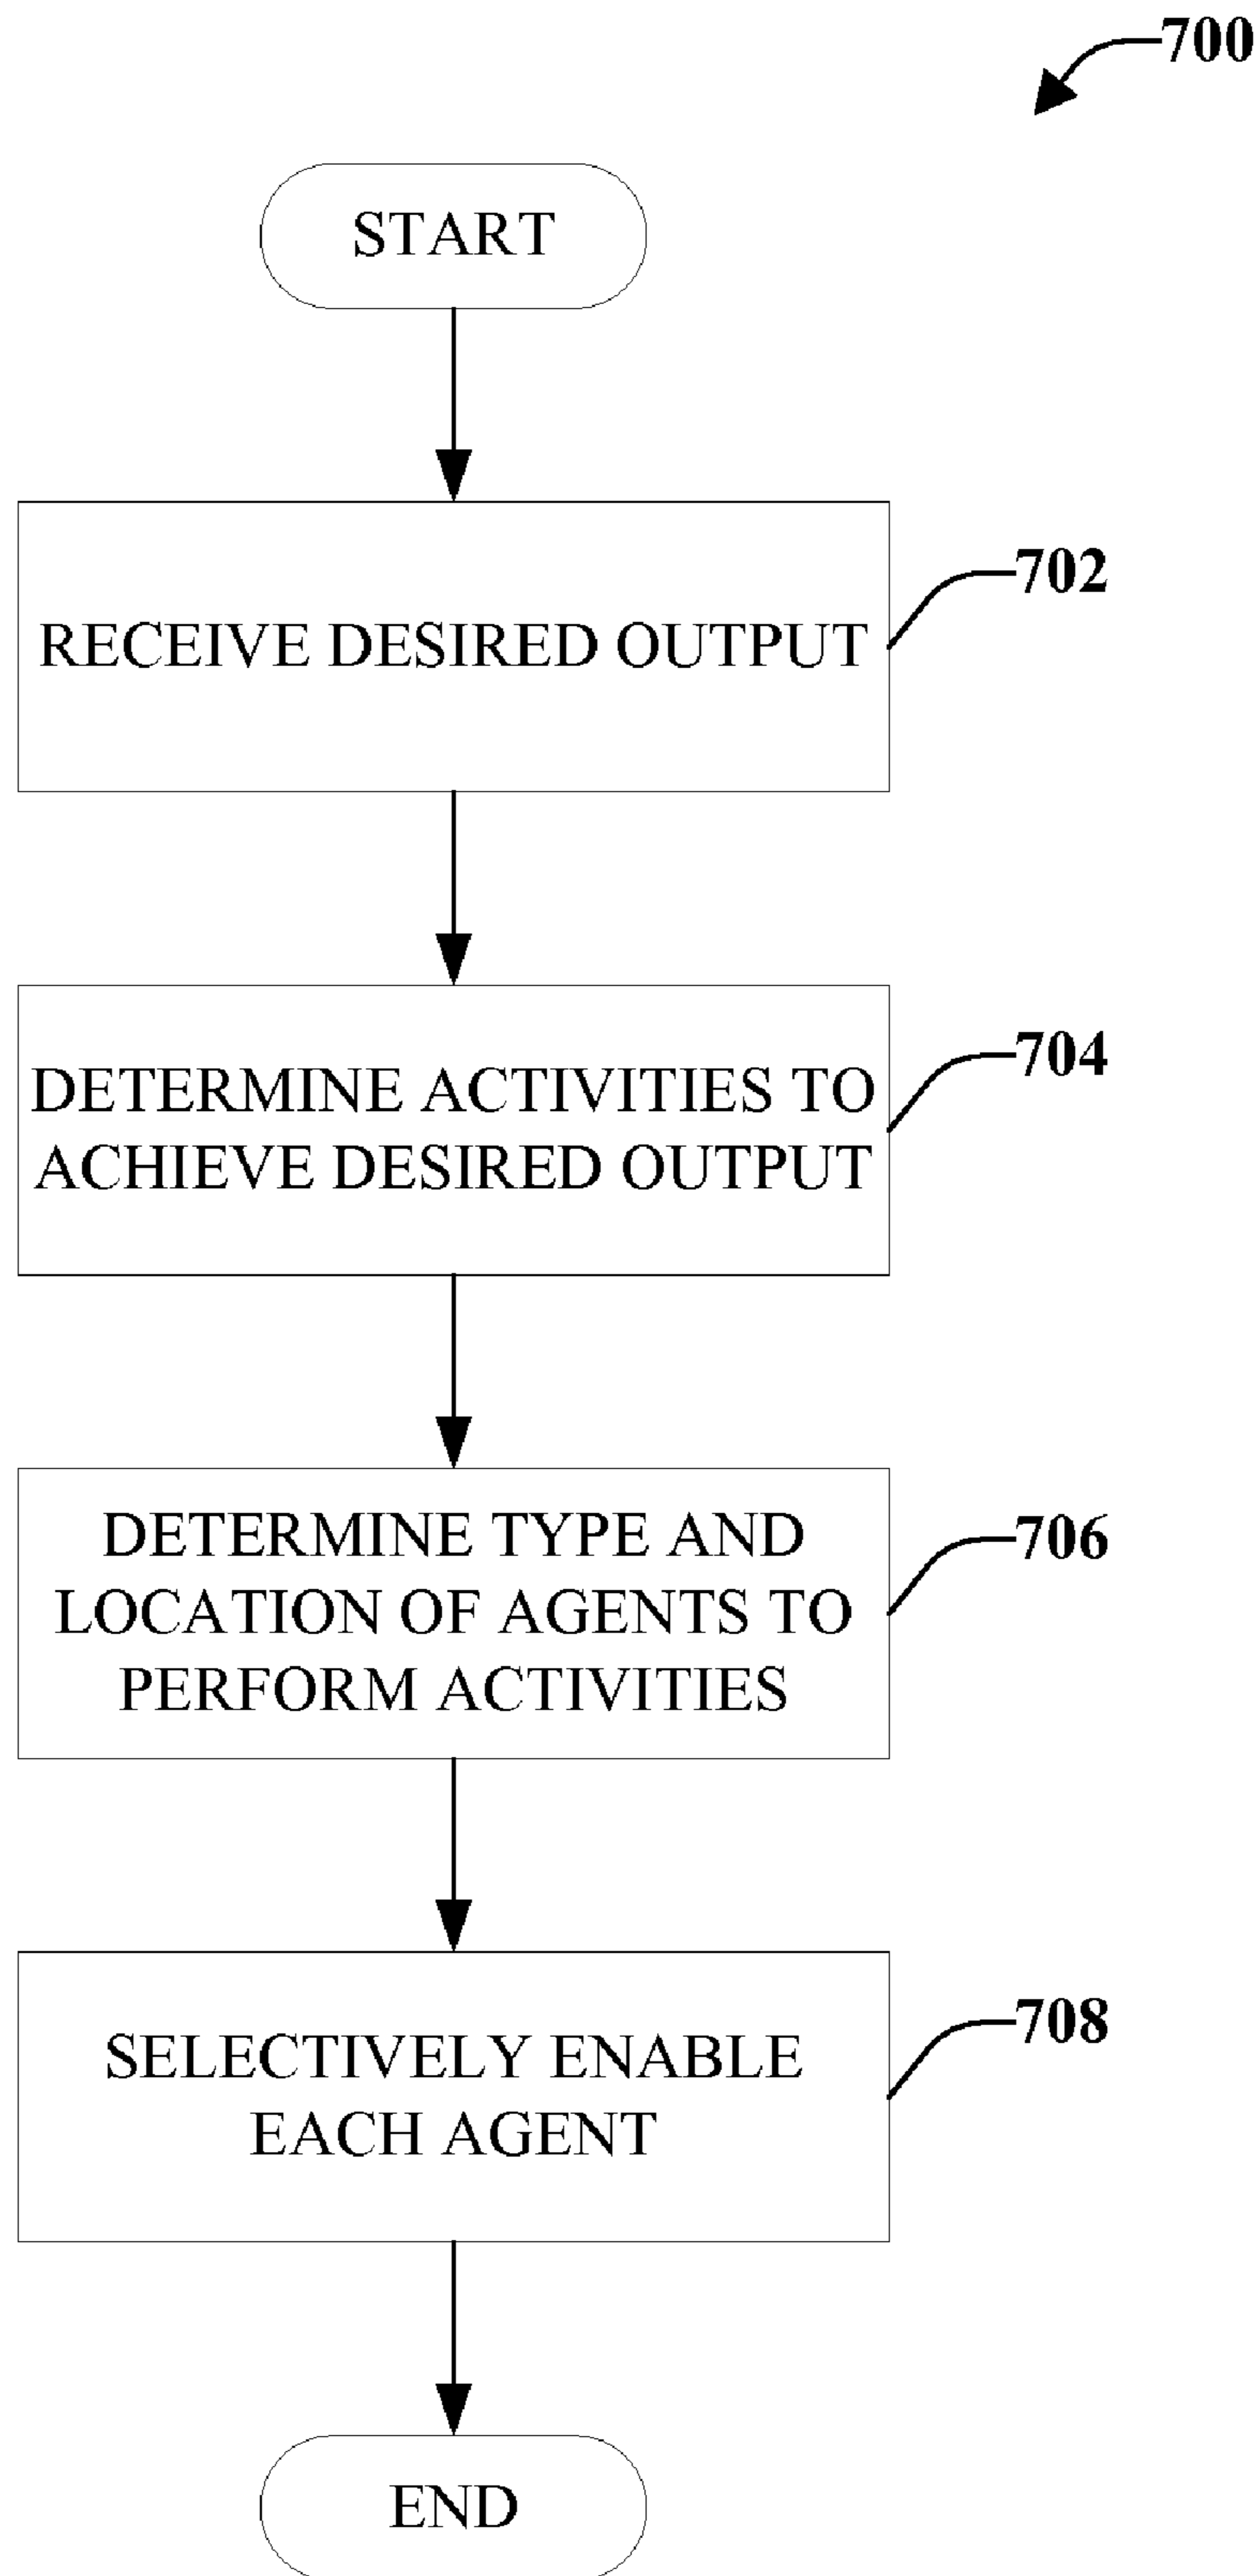 700
START
RECEIVE DESIRED OUTPUT
702
DETERMINE ACTIVITIES TO
ACHIEVE DESIRED OUTPUT
704
DETERMINE TYPE AND
LOCATION OF AGENTS TO
PERFORM ACTIVITIES
706
SELECTIVELY ENABLE
EACH AGENT
708
END